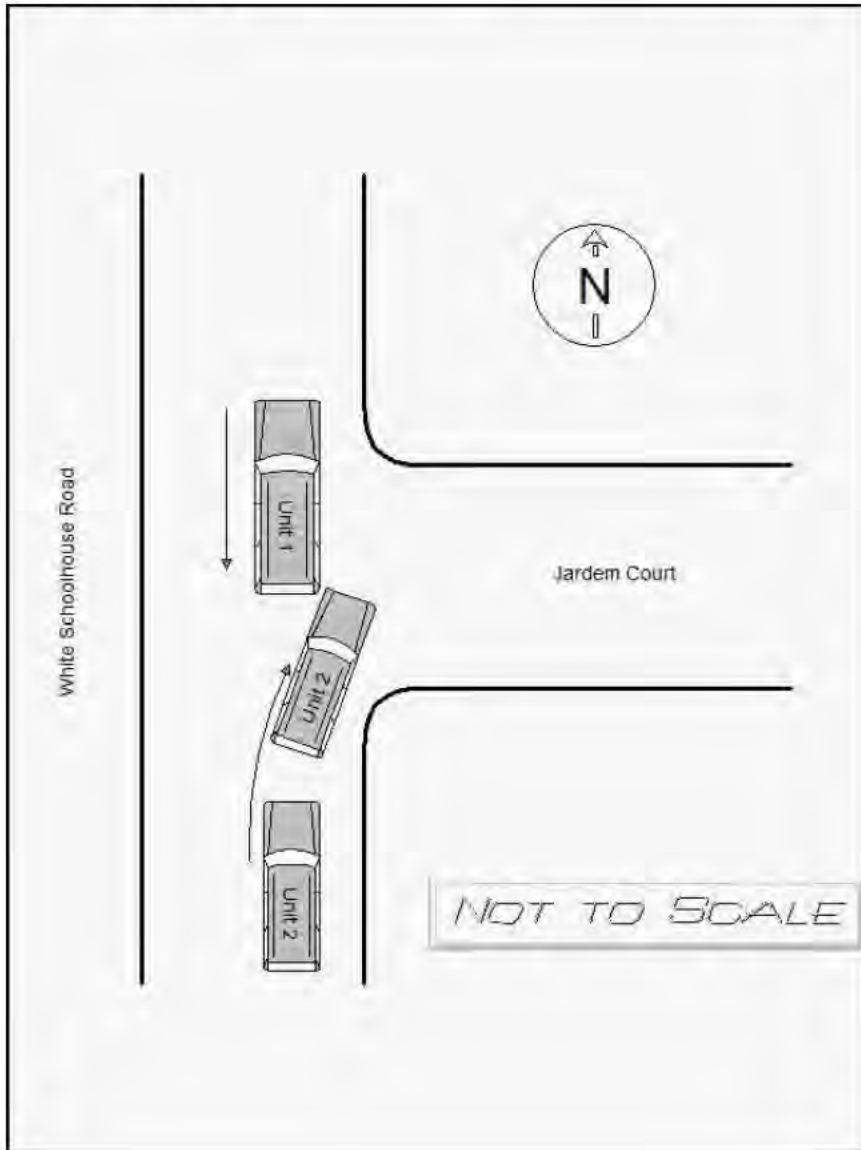 N
White Schoolhouse Road
Unit 1
Jardem Court
Unit 2
Unit 2
NOT TO SCALE